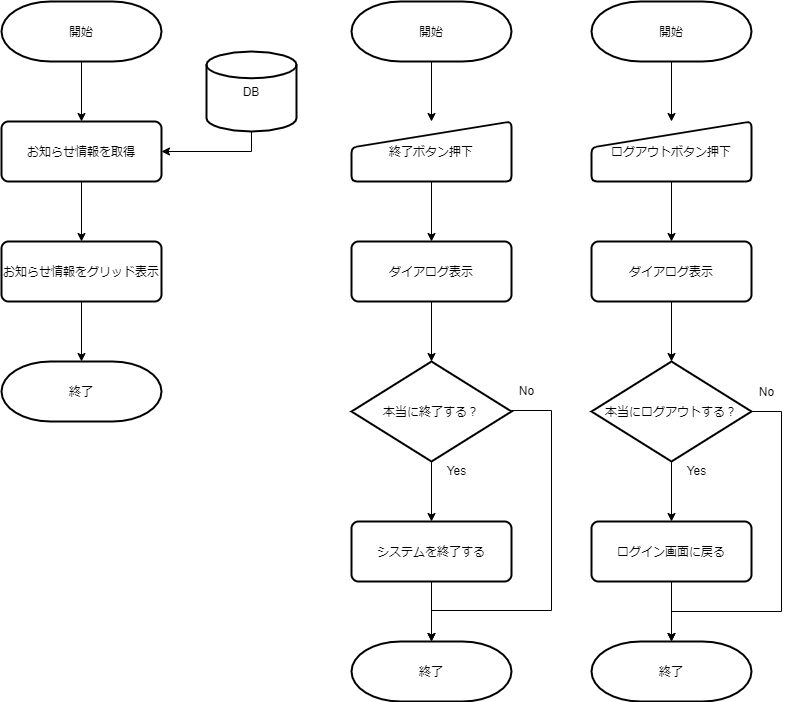 開始
DB
お知らせ情報を取得
お知らせ情報をグリッド表示
終了
開始
終了ボタン押下
ダイアログ表示
本当に終了する？
No
Yes
システムを終了する
終了
開始
ログアウトボタン押下
ダイアログ表示
本当にログアウトする？
No
Yes
ログイン画面に戻る
終了